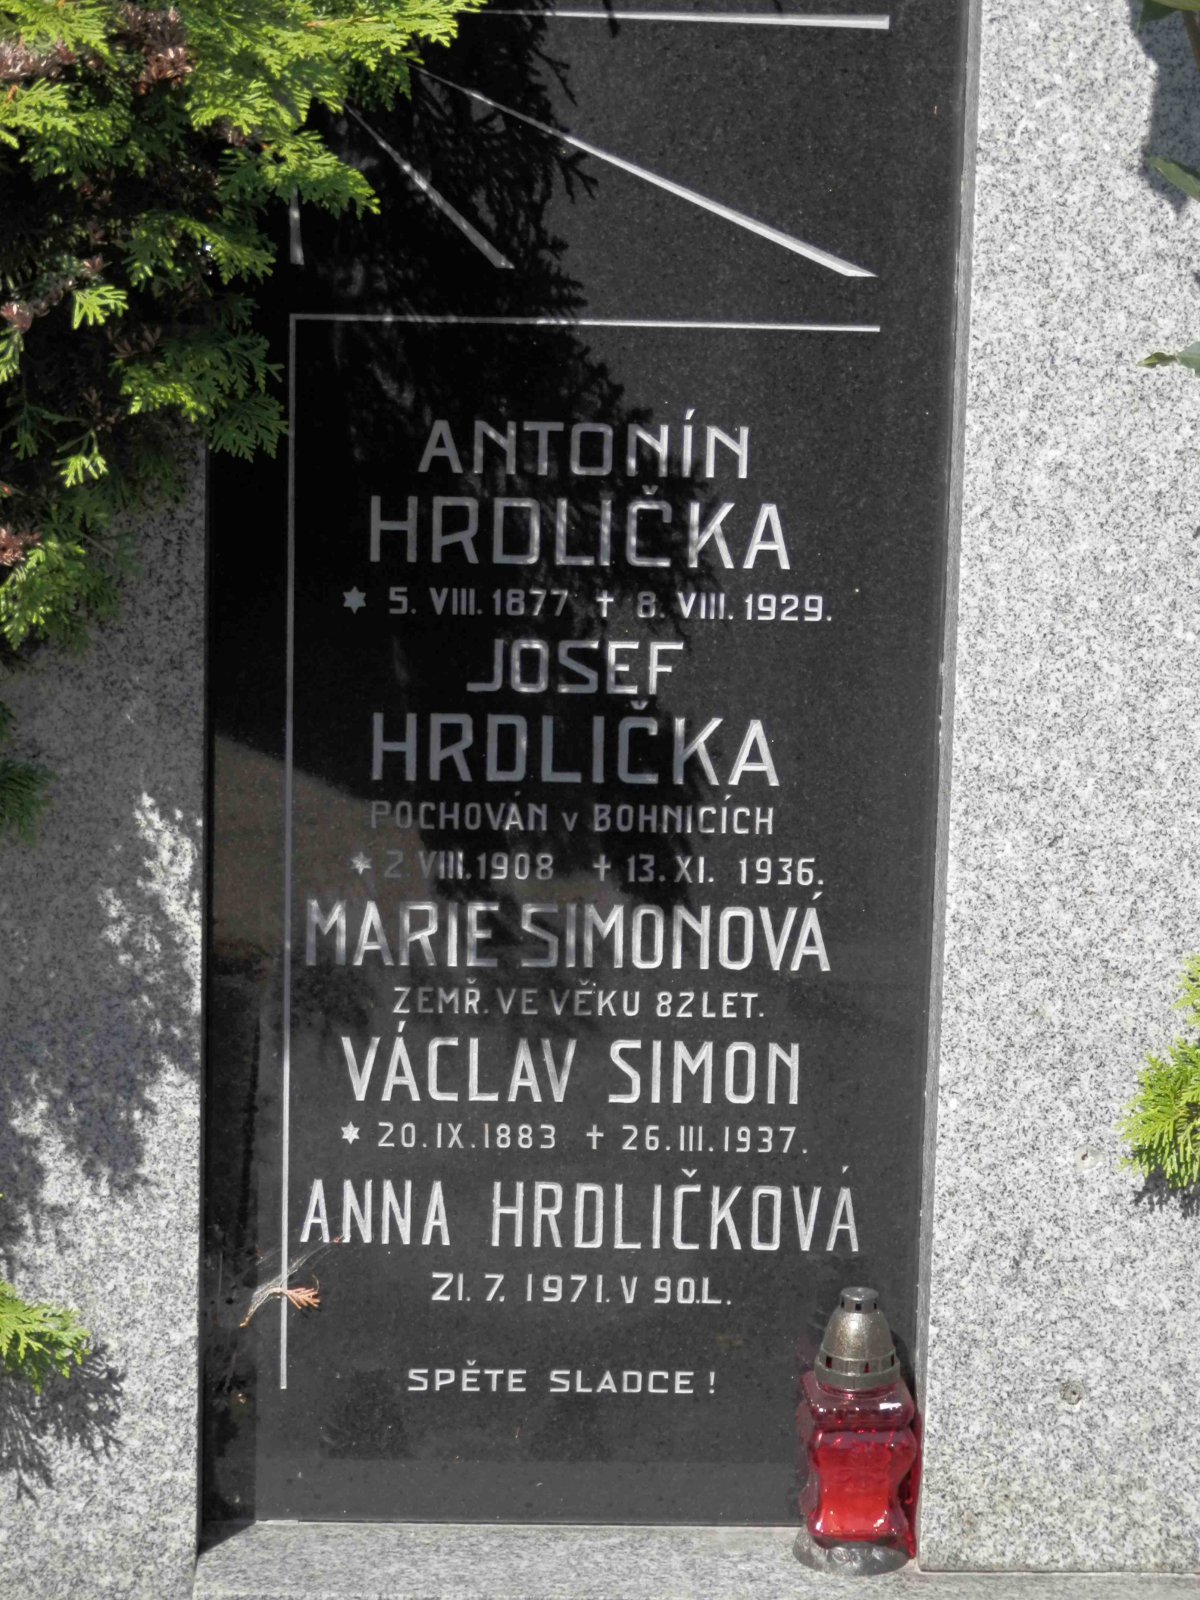 ANTONÍN
HRDLIČKA
* 5. VIII. 1877 † 8. VIII. 1929.
JOSEF
HRDLIČKA
POCHOVÁN V BOHNICÍCH
* 2. VIII. 1908 † 13. XI. 1936.
MARIE SIMONOVÁ
ZEMŘ. VE VĚKU 82 LET.
VÁCLAV SIMON
* 20. IX. 1883 † 26. III. 1937.
ANNA HRDLIČKOVÁ
21. 7. 1971. V 90.L.
SPĚTE SLADCE !